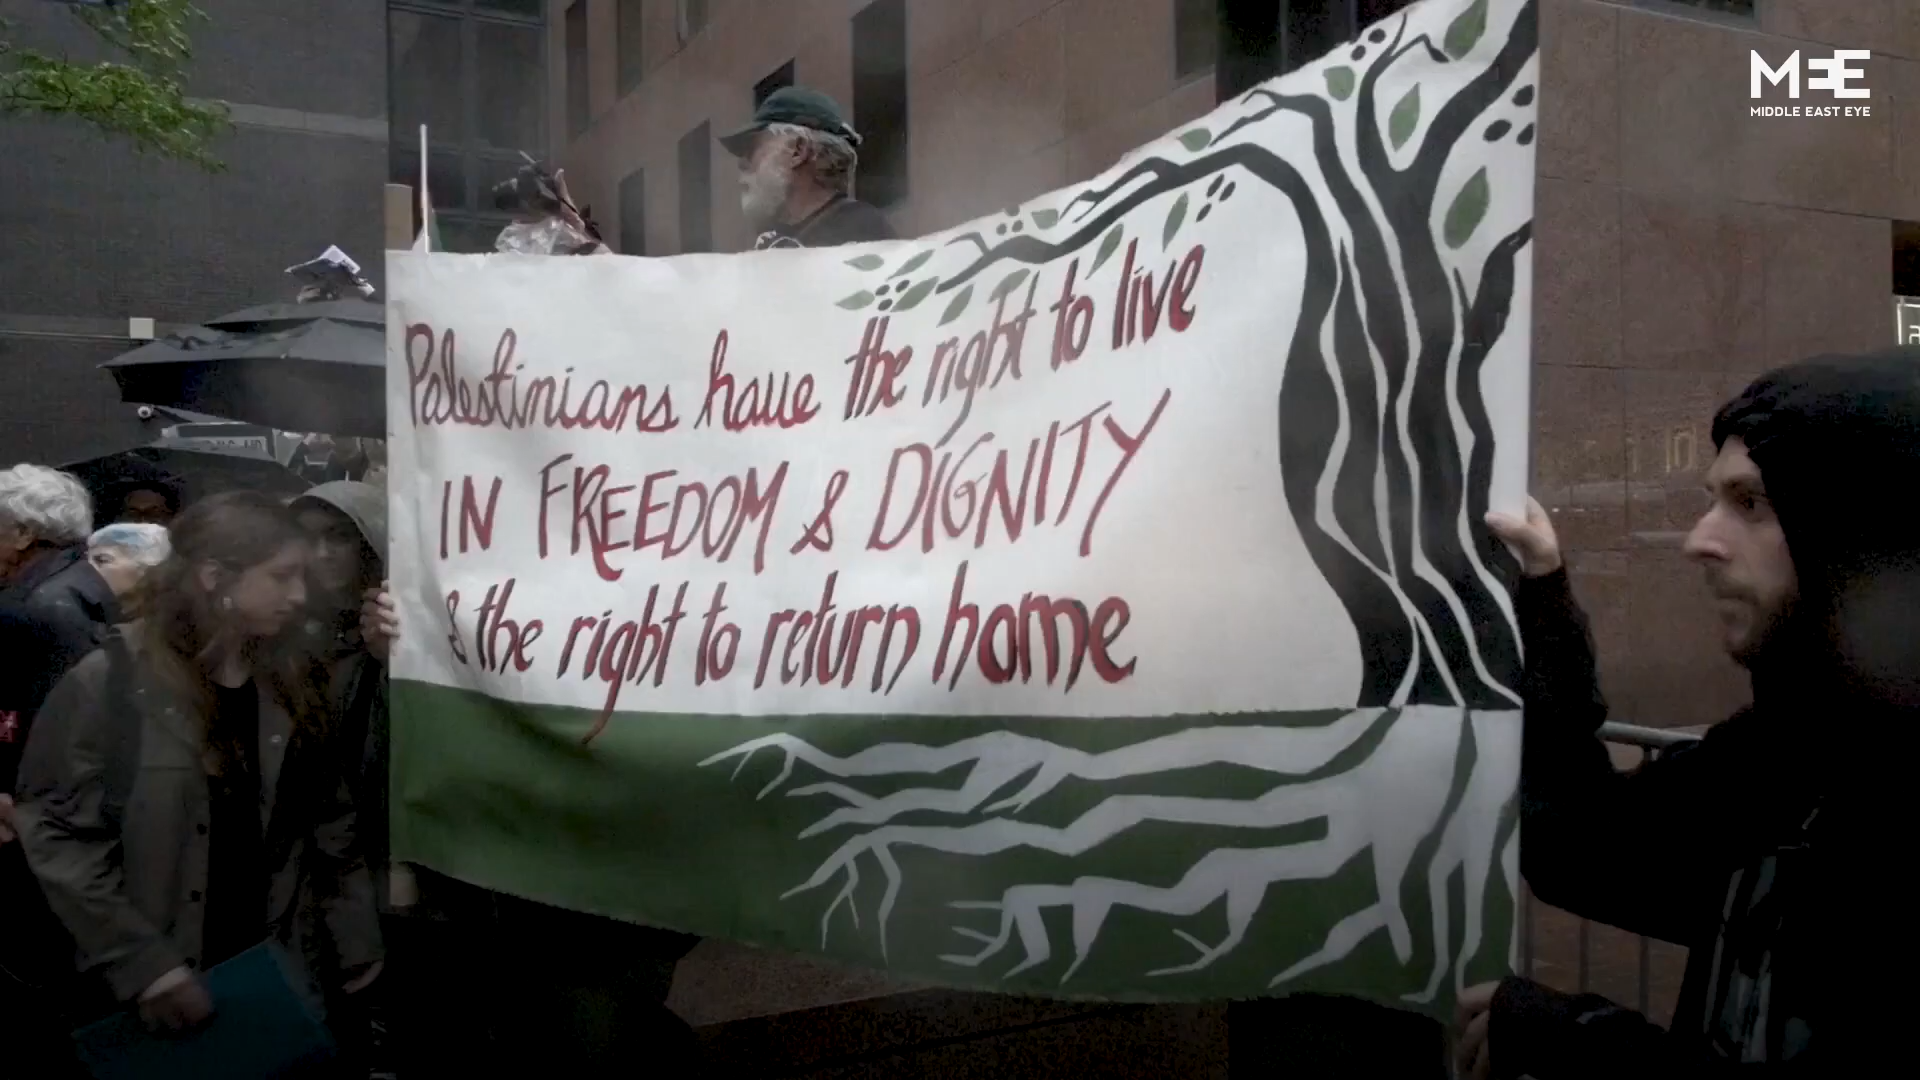 MEE
MIDDLE EAST EYE
Palestinians have the right to live
IN FREEDOM & DIGNITY
& the right to return home